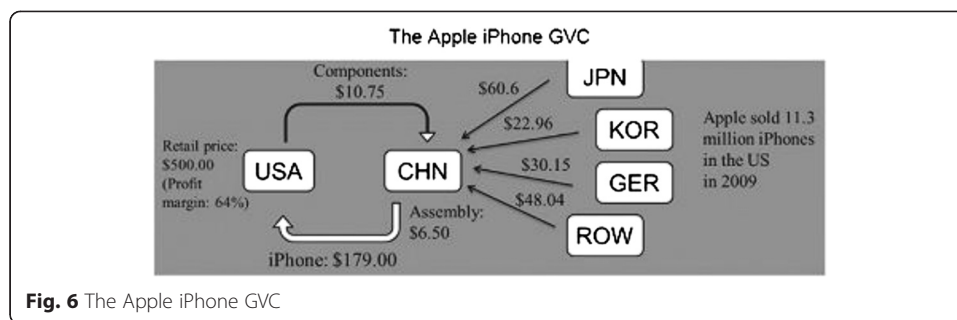 The Apple iPhone GVC
Components:
$10.75
JPN
$60.6
$22.96
KOR
Apple sold 11.3
million iPhones
in the US
in 2009
Retail price:
$500.00
(Profit
margin: 64%)
USA
CHN
$30.15
GER
$48.04
Assembly:
$6.50
ROW
iPhone: $179.00
Fig. 6 The Apple iPhone GVC